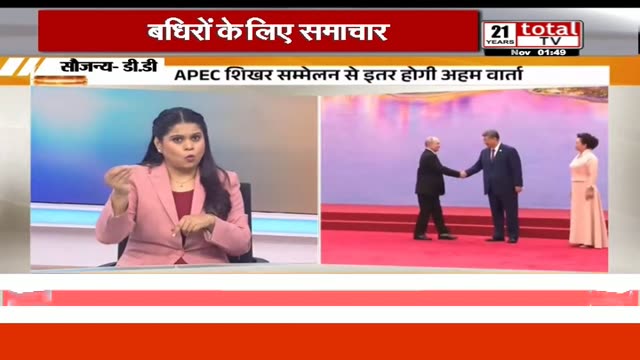 बधिरों के लिए समाचार
21 YEARS
total TV
Nov 01:49
सौजन्य- डी.डी
APEC शिखर सम्मेलन से इतर होगी अहम वार्ता